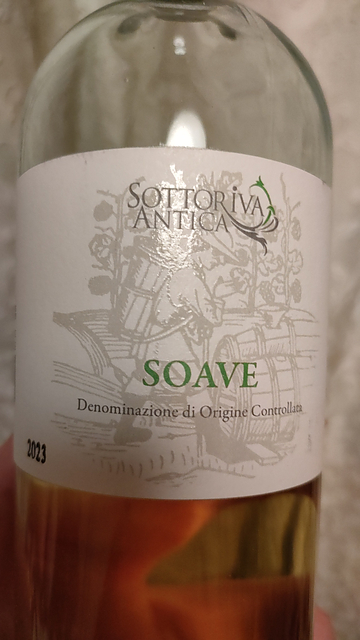 SOTTORIVA
ANTICA
SOAVE
Denominazione di Origine Controllata
2023